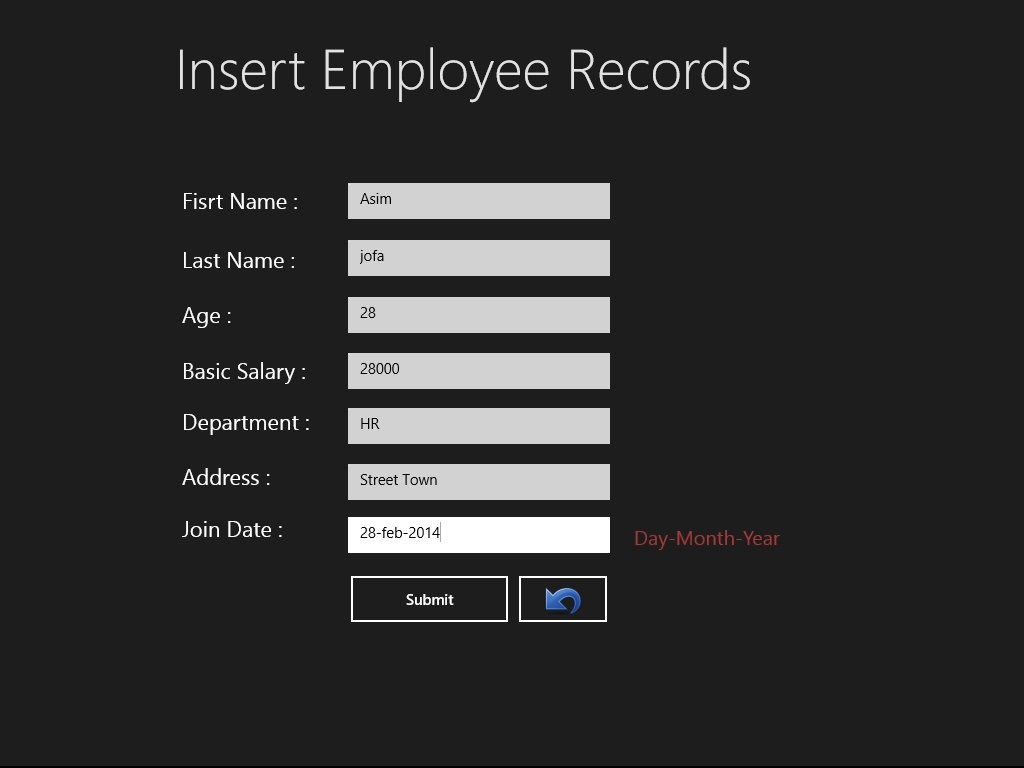 Insert Employee Records
Fisrt Name : Asim
Last Name : jofa
Age : 28
Basic Salary : 28000
Department : HR
Address : Street Town
Join Date : 28-feb-2014 Day-Month-Year
Submit